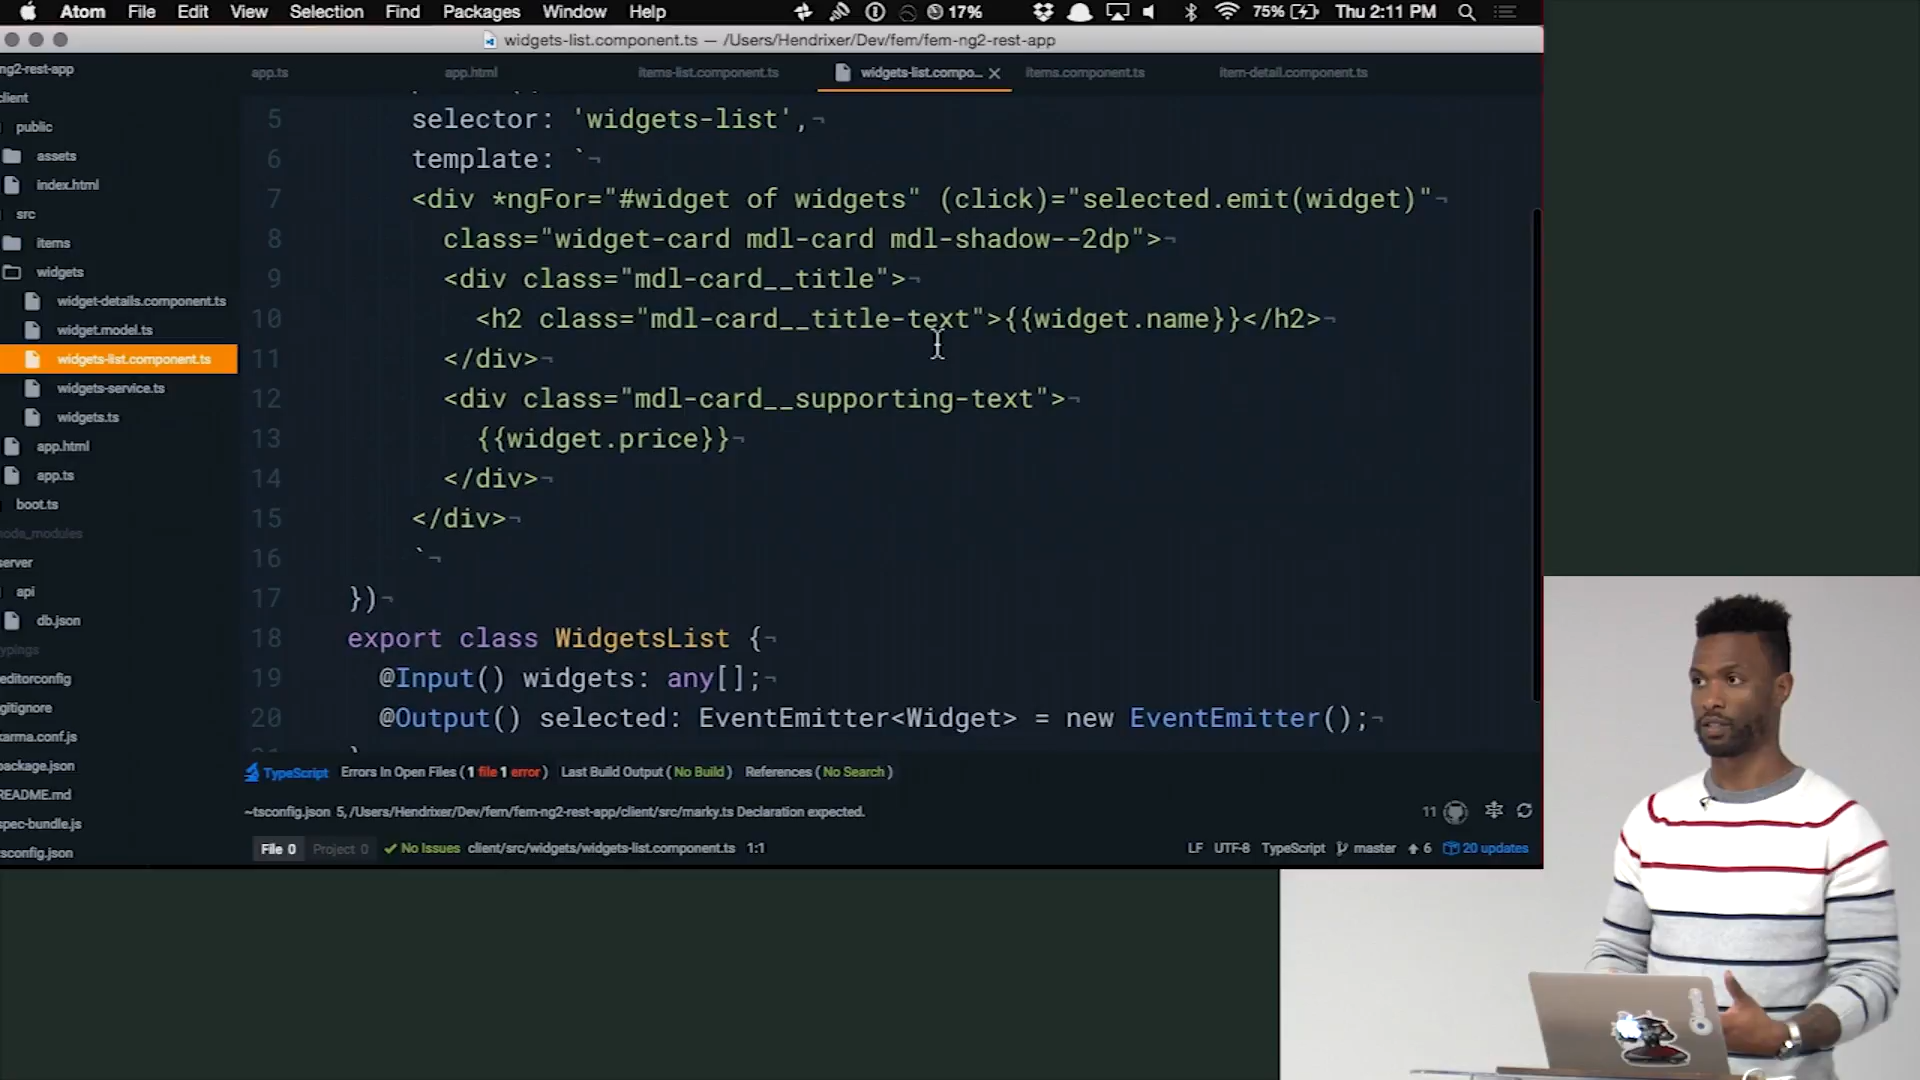 Atom File Edit View Selection Find Packages Window Help 17% 75% Thu 2:11 PM
widgets-list.component.ts — /Users/Hendrixer/Dev/fem/fem-ng2-rest-app
app.ts app.html items-list.component.ts widgets-list.compo... items.component.ts item-detail.component.ts
ng2-rest-app
client
public
assets
index.html
src
items
widgets
widget-details.component.ts
widget.model.ts
widgets-list.component.ts
widgets-service.ts
widgets.ts
app.html
app.ts
boot.ts
node_modules
server
api
db.json
typings
editorconfig
gitignore
karma.conf.js
package.json
README.md
spec-bundle.js
tsconfig.json
5 selector: 'widgets-list',¬
6 template: `¬
7 <div *ngFor="#widget of widgets" (click)="selected.emit(widget)"¬
8 class="widget-card mdl-card mdl-shadow--2dp">¬
9 <div class="mdl-card__title">¬
10 <h2 class="mdl-card__title-text">{{widget.name}}</h2>¬
11 </div>¬
12 <div class="mdl-card__supporting-text">¬
13 {{widget.price}}¬
14 </div>¬
15 </div>¬
16 `¬
17 })¬
18 export class WidgetsList {¬
19 @Input() widgets: any[];¬
20 @Output() selected: EventEmitter<Widget> = new EventEmitter();¬
TypeScript Errors In Open Files ( 1 file 1 error ) Last Build Output ( No Build ) References ( No Search )
~tsconfig.json 5, /Users/Hendrixer/Dev/fem/fem-ng2-rest-app/client/src/marky.ts Declaration expected. 11
File 0 Project 0 No Issues client/src/widgets/widgets-list.component.ts 1:1 LF UTF-8 TypeScript master 6 20 updates